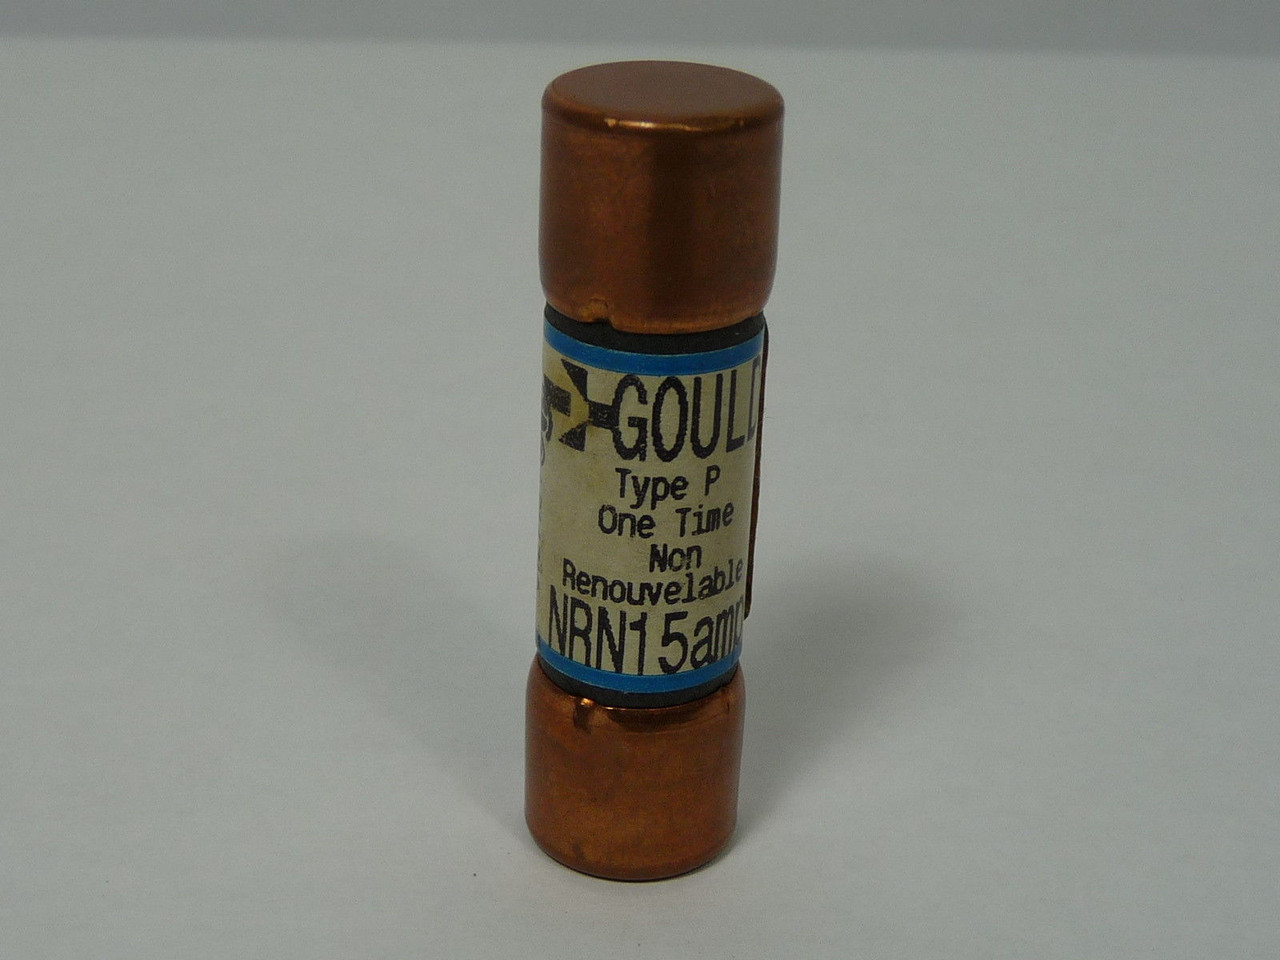 GOULD
Type P
One Time
Non
Renouvelable
NRN15amp